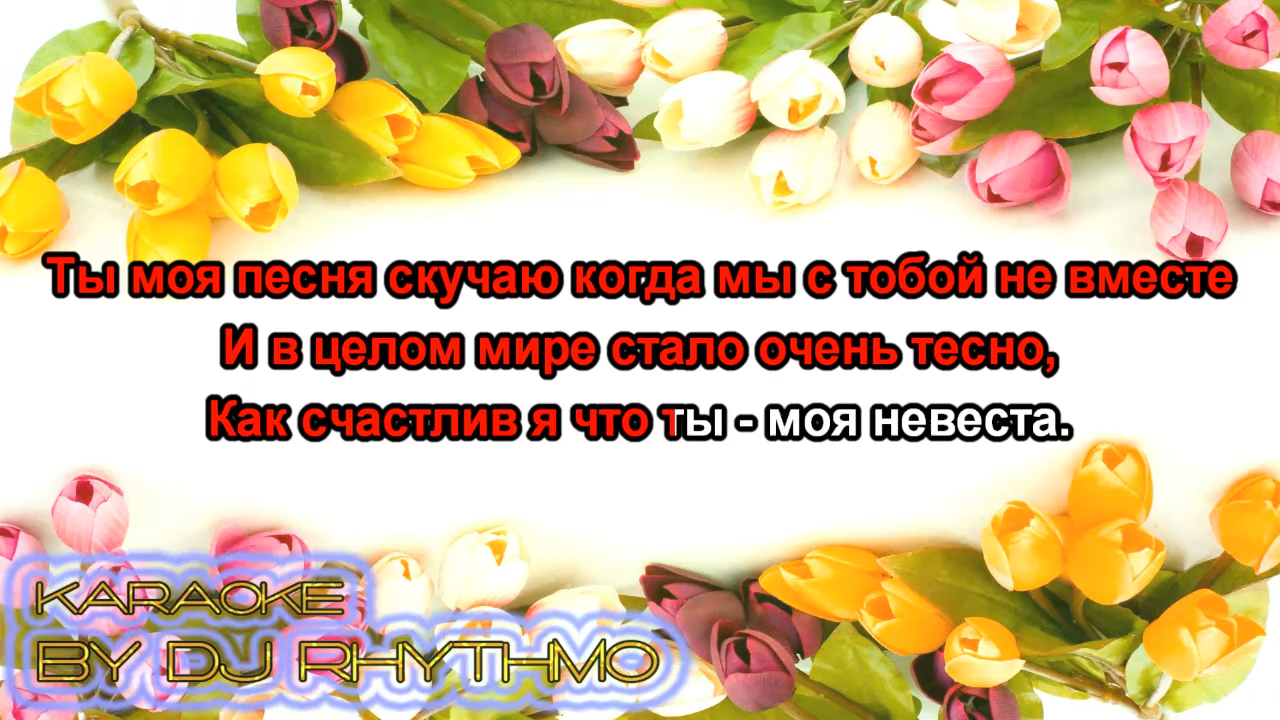 Ты моя песня скучаю когда мы с тобой не вместе
И в целом мире стало очень тесно,
Как счастлив я что ты - моя невеста.
KARAOKE
BY DJ RHYTHMO